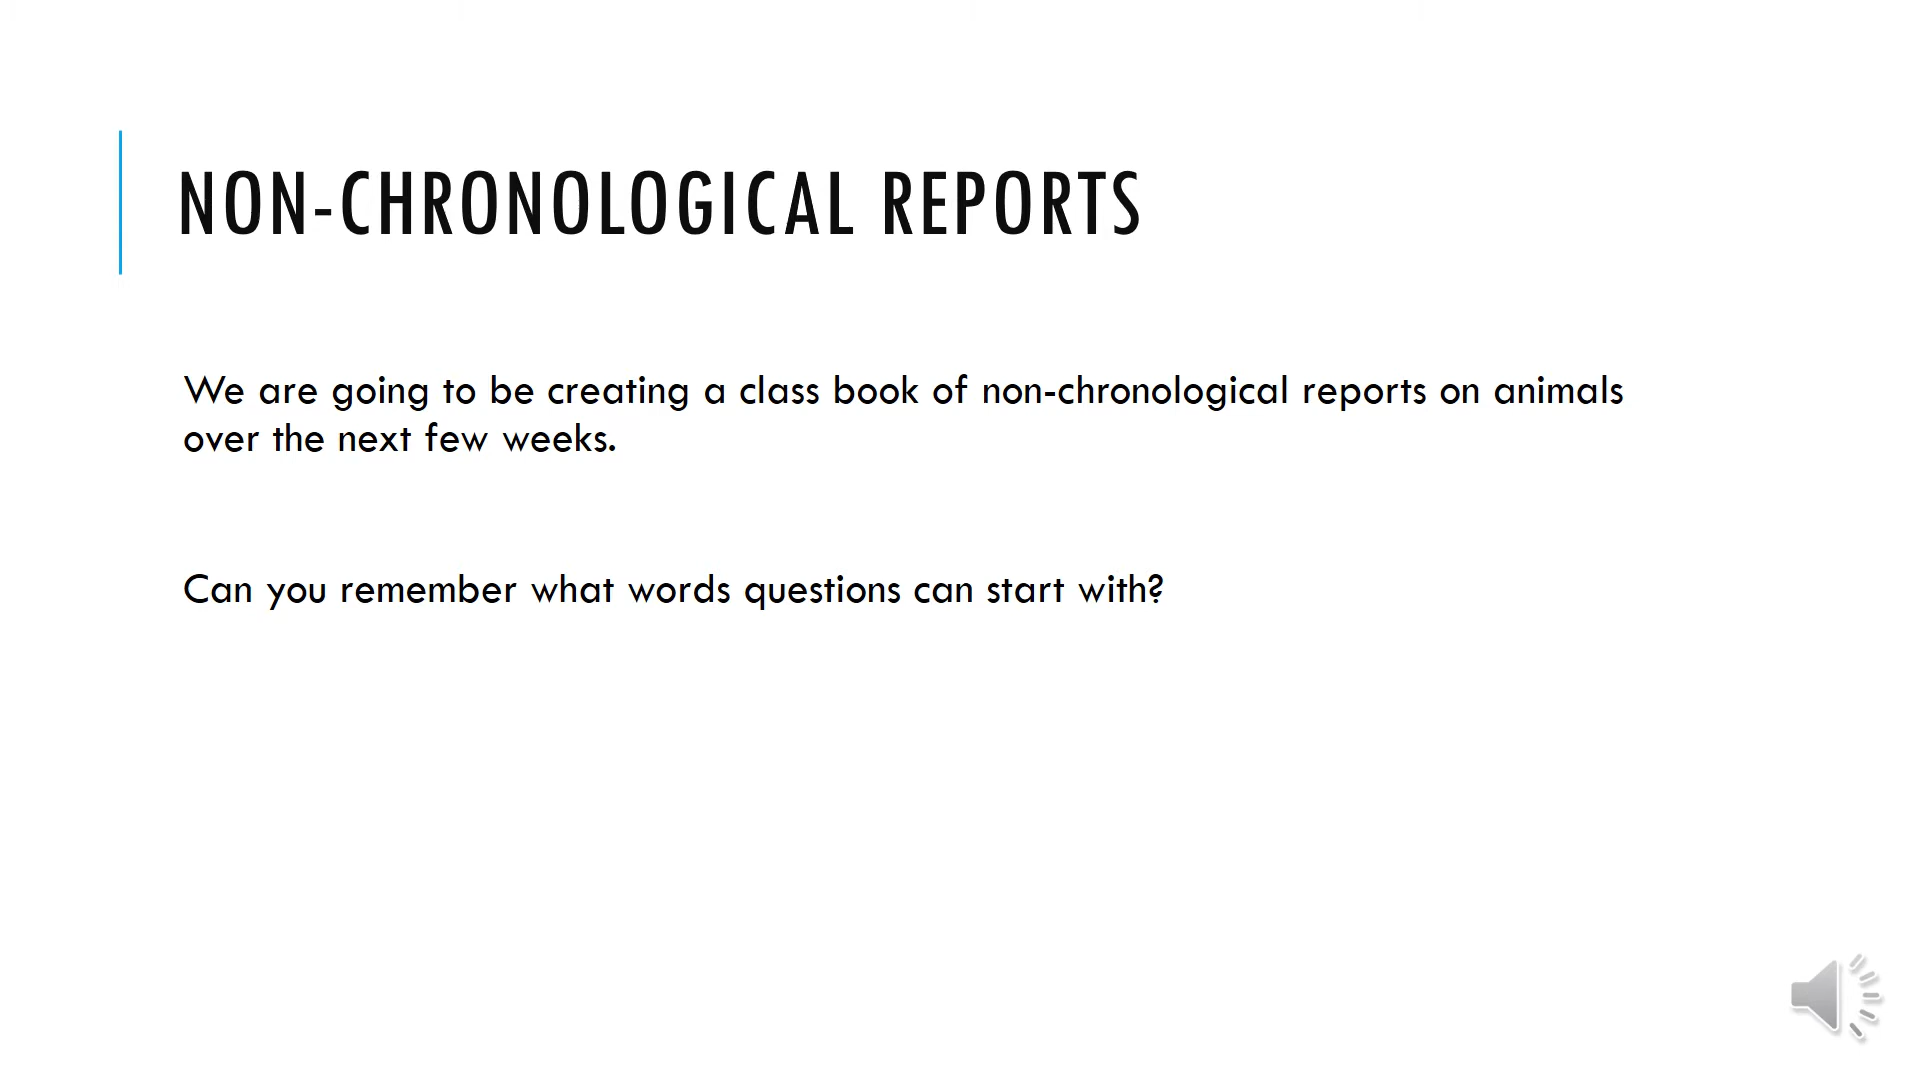 NON-CHRONOLOGICAL REPORTS
We are going to be creating a class book of non-chronological reports on animals
over the next few weeks.
Can you remember what words questions can start with?